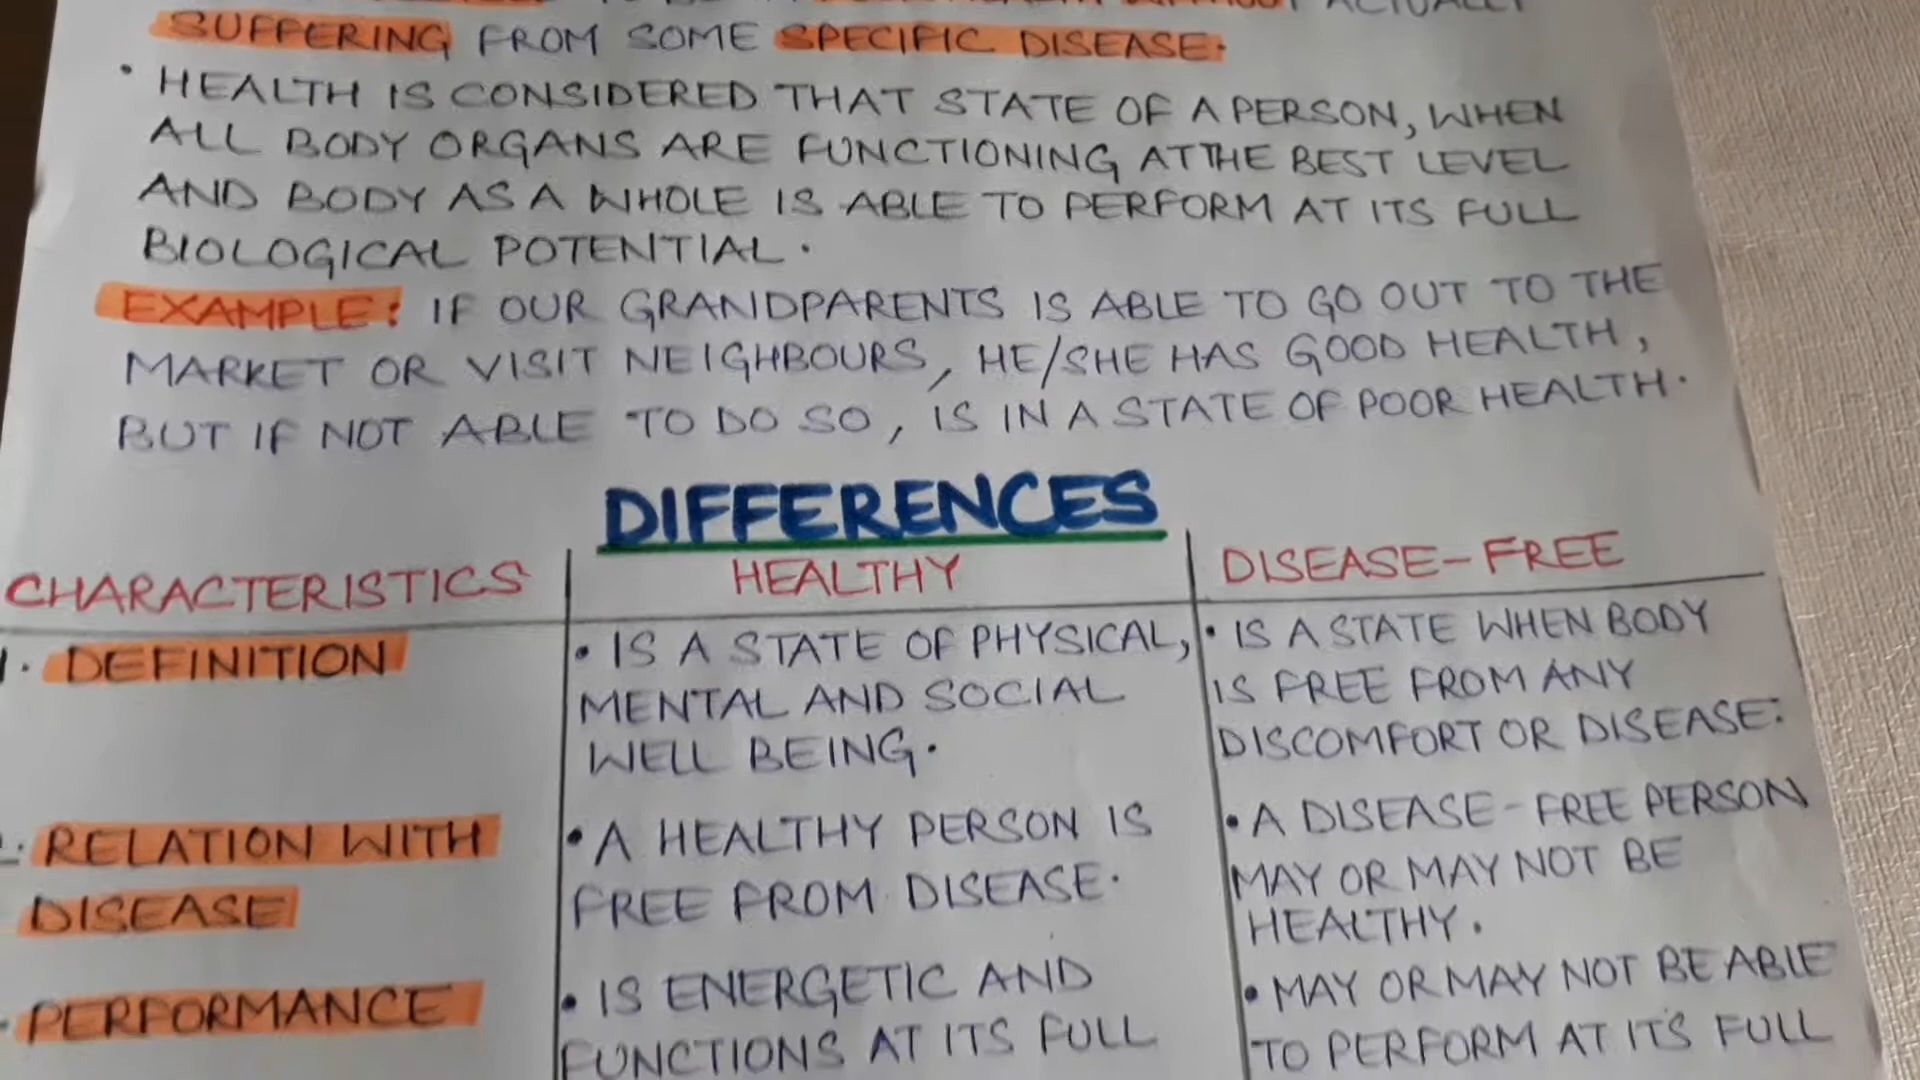 SUFFERING FROM SOME SPECIFIC DISEASE.
• HEALTH IS CONSIDERED THAT STATE OF A PERSON, WHEN
ALL BODY ORGANS ARE FUNCTIONING AT THE BEST LEVEL
AND BODY AS A WHOLE IS ABLE TO PERFORM AT ITS FULL
BIOLOGICAL POTENTIAL.
EXAMPLE: IF OUR GRANDPARENTS IS ABLE TO GO OUT TO THE
MARKET OR VISIT NEIGHBOURS, HE/SHE HAS GOOD HEALTH,
BUT IF NOT ABLE TO DO SO, IS IN A STATE OF POOR HEALTH.
DIFFERENCES
CHARACTERISTICS HEALTHY DISEASE-FREE
1. DEFINITION
• IS A STATE OF PHYSICAL,
MENTAL AND SOCIAL
WELL BEING.
• IS A STATE WHEN BODY
IS FREE FROM ANY
DISCOMFORT OR DISEASE.
RELATION WITH
DISEASE
• A HEALTHY PERSON IS
FREE FROM DISEASE.
• A DISEASE-FREE PERSON
MAY OR MAY NOT BE
HEALTHY.
PERFORMANCE
• IS ENERGETIC AND
FUNCTIONS AT ITS FULL
• MAY OR MAY NOT BE ABLE
TO PERFORM AT ITS FULL